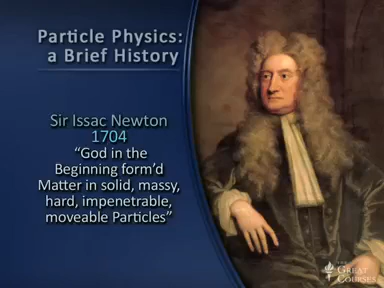 Particle Physics:
a Brief History
Sir Issac Newton
1704
“God in the
Beginning form’d
Matter in solid, massy,
hard, impenetrable,
moveable Particles”
THE
GREAT
COURSES